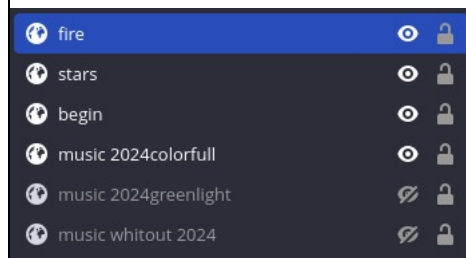 fire
stars
begin
music 2024colorfull
music 2024greenlight
music whitout 2024